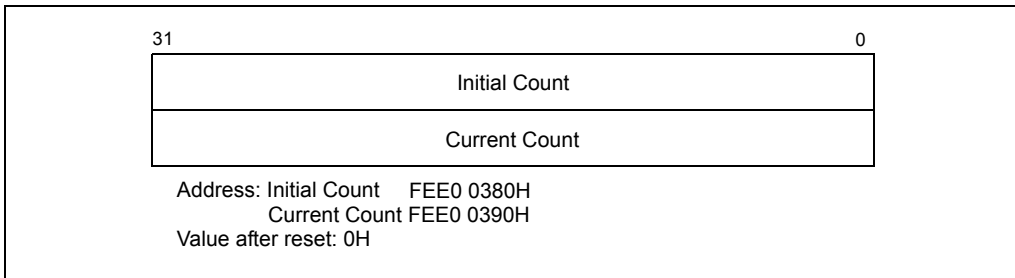 31 0
Initial Count
Current Count
Address: Initial Count FEE0 0380H
Current Count FEE0 0390H
Value after reset: 0H